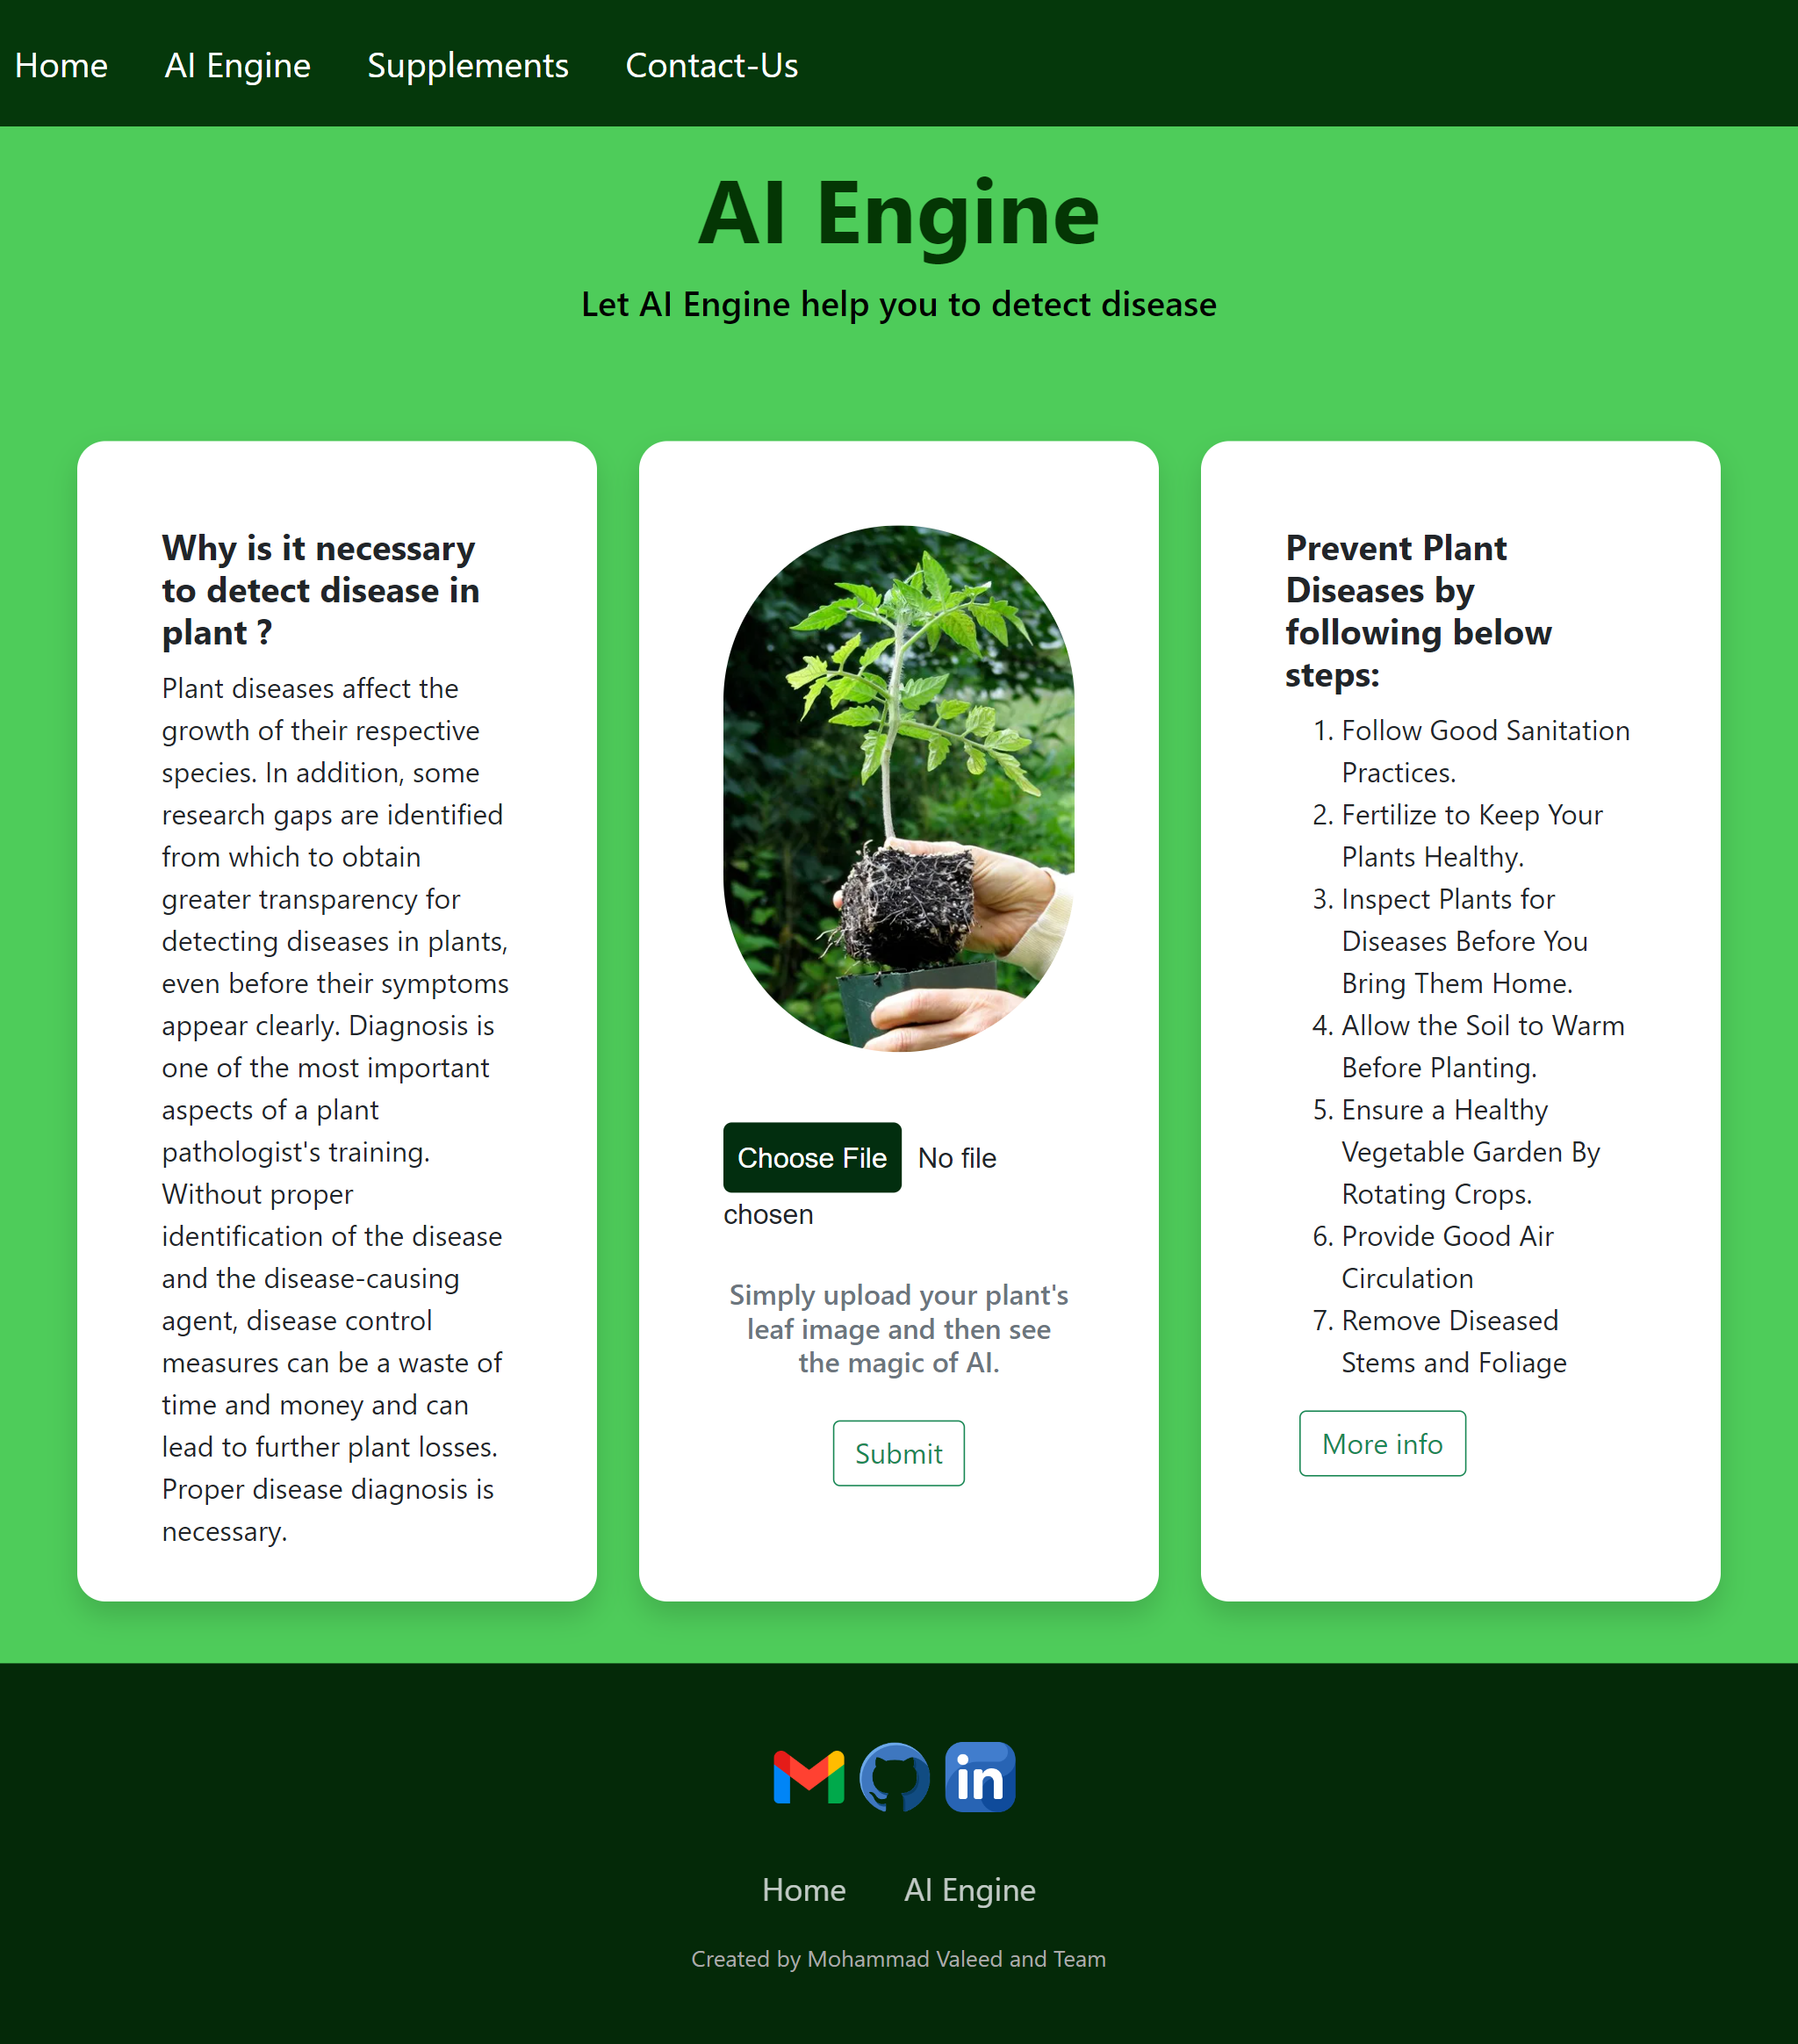 Home AI Engine Supplements Contact-Us
AI Engine
Let AI Engine help you to detect disease
Why is it necessary
to detect disease in
plant ?
Plant diseases affect the
growth of their respective
species. In addition, some
research gaps are identified
from which to obtain
greater transparency for
detecting diseases in plants,
even before their symptoms
appear clearly. Diagnosis is
one of the most important
aspects of a plant
pathologist's training.
Without proper
identification of the disease
and the disease-causing
agent, disease control
measures can be a waste of
time and money and can
lead to further plant losses.
Proper disease diagnosis is
necessary.
Choose File No file
chosen
Simply upload your plant's
leaf image and then see
the magic of AI.
Submit
Prevent Plant
Diseases by
following below
steps:
1. Follow Good Sanitation
Practices.
2. Fertilize to Keep Your
Plants Healthy.
3. Inspect Plants for
Diseases Before You
Bring Them Home.
4. Allow the Soil to Warm
Before Planting.
5. Ensure a Healthy
Vegetable Garden By
Rotating Crops.
6. Provide Good Air
Circulation
7. Remove Diseased
Stems and Foliage
More info
in
Home AI Engine
Created by Mohammad Valeed and Team